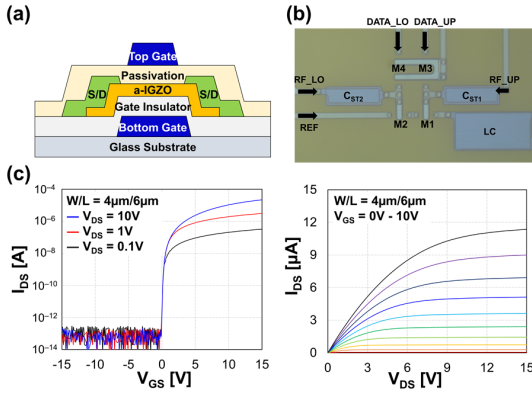 (a)
Top Gate
Passivation
S/D
a-IGZO
S/D
Gate Insulator
Bottom Gate
Glass Substrate
(b)
DATA_LO DATA_UP
M4 M3
RF_LO
RF_UP
CST2
CST1
REF
M2 M1
LC
(c)
10⁻⁴
10⁻⁶
10⁻⁸
10⁻¹⁰
10⁻¹²
10⁻¹⁴
W/L = 4μm/6μm
VDS = 10V
VDS = 1V
VDS = 0.1V
IDS [A]
-15 -10 -5 0 5 10 15
VGS [V]
15
12
9
6
3
0
W/L = 4μm/6μm
VGS = 0V - 10V
IDS [μA]
0 3 6 9 12 15
VDS [V]